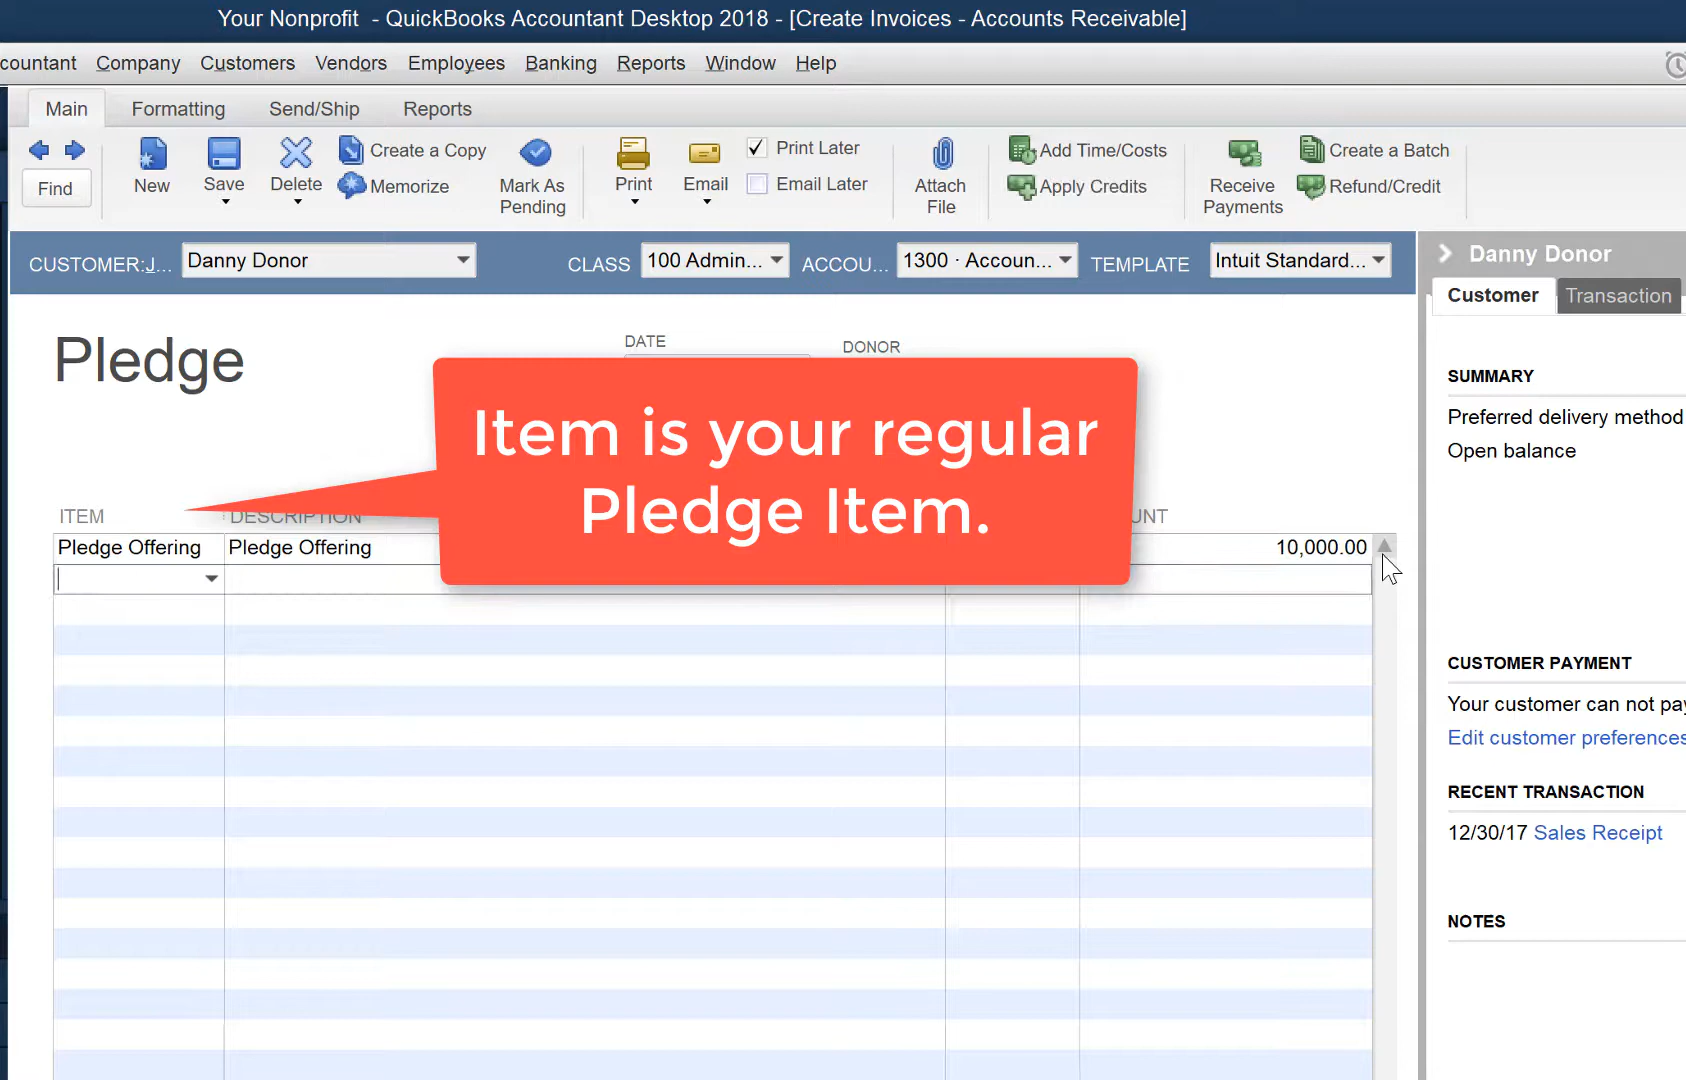 Your Nonprofit - QuickBooks Accountant Desktop 2018 - [Create Invoices - Accounts Receivable]
countant Company Customers Vendors Employees Banking Reports Window Help
Main Formatting Send/Ship Reports
Find
New
Save
Delete
Create a Copy
Memorize
Mark As
Pending
Print
Email
Print Later
Email Later
Attach
File
Add Time/Costs
Apply Credits
Receive
Payments
Create a Batch
Refund/Credit
CUSTOMER:J... Danny Donor CLASS 100 Admin... ACCOU... 1300 · Accoun... TEMPLATE Intuit Standard...
Pledge
DATE
DONOR
Item is your regular
Pledge Item.
ITEM DESCRIPTION UNT
Pledge Offering Pledge Offering 10,000.00
Danny Donor
Customer Transaction
SUMMARY
Preferred delivery method
Open balance
CUSTOMER PAYMENT
Your customer can not pay
Edit customer preferences
RECENT TRANSACTION
12/30/17 Sales Receipt
NOTES